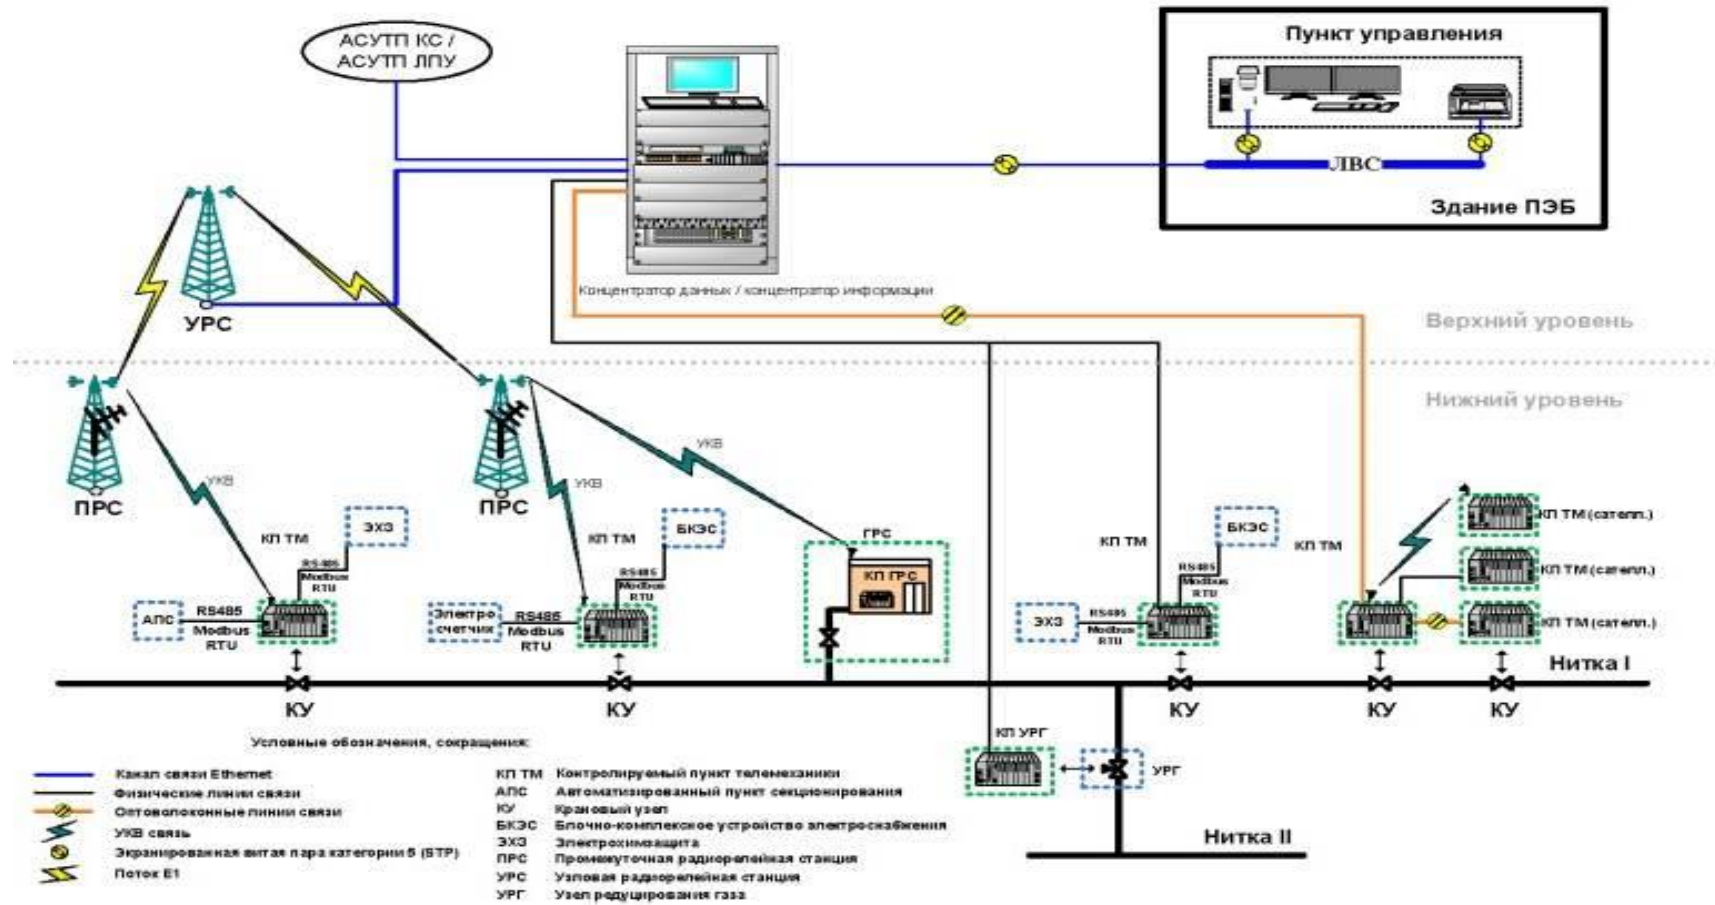 АСУТП КС /
АСУТП ЛПУ
Пункт управления
ЛВС
Здание ПЭБ
Концентратор данных / концентратор информации
УРС
Верхний уровень
Нижний уровень
ПРС
ПРС
УКВ
УКВ
УКВ
КП ТМ
ЭХЗ
RS485
Modbus
RTU
АПС
RS485
Modbus
RTU
КП ТМ
БКЭС
RS485
Modbus
RTU
Электро
счетчик
RS485
Modbus
RTU
ГРС
КП ГРС
КП ТМ
БКЭС
RS485
Modbus
RTU
ЭХЗ
RS485
Modbus
RTU
КП ТМ
КП ТМ (сателл.)
КП ТМ (сателл.)
КП ТМ (сателл.)
Нитка I
КУ
КУ
КУ
КУ
КУ
КП УРГ
УРГ
Нитка II
Условные обозначения, сокращения:
Канал связи Ethernet
Физические линии связи
Оптоволоконные линии связи
УКВ связь
Экранированная витая пара категории 5 (STP)
Поток E1
КП ТМ Контролируемый пункт телемеханики
АПС Автоматизированный пункт секционирования
КУ Крановый узел
БКЭС Блочно-комплексное устройство электроснабжения
ЭХЗ Электрохимзащита
ПРС Промежуточная радиорелейная станция
УРС Узловая радиорелейная станция
УРГ Узел редуцирования газа